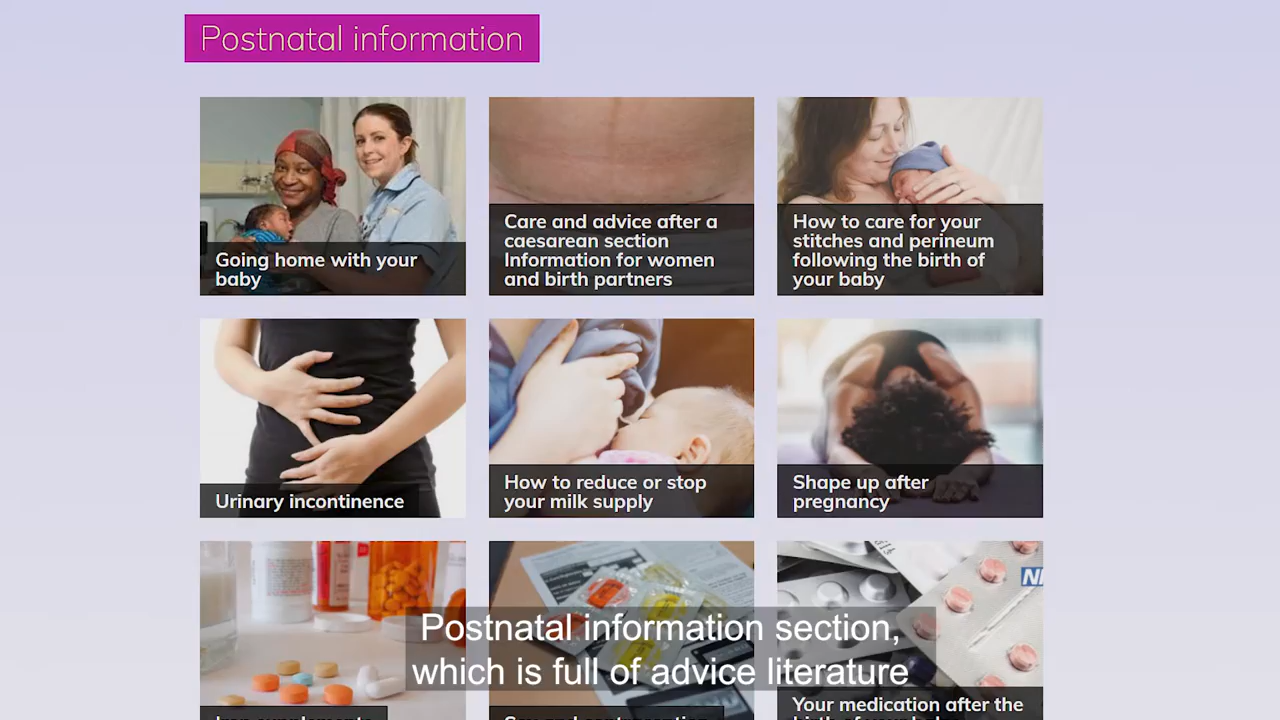 Postnatal information
Going home with your
baby
Care and advice after a
caesarean section
Information for women
and birth partners
How to care for your
stitches and perineum
following the birth of
your baby
Urinary incontinence
How to reduce or stop
your milk supply
Shape up after
pregnancy
Postnatal information section,
which is full of advice literature
Your medication after the